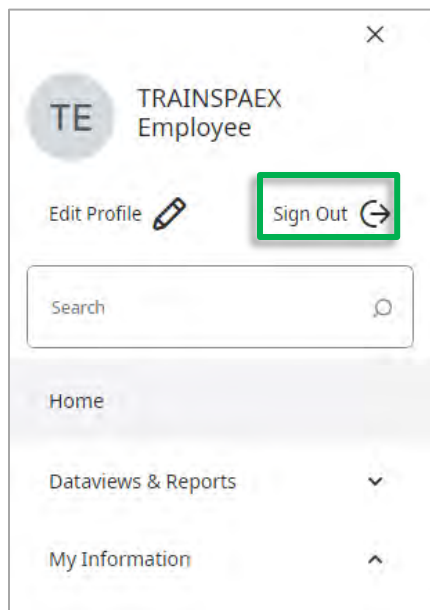 TE
TRAINSPAEX
Employee
Edit Profile
Sign Out
Search
Home
Dataviews & Reports
My Information